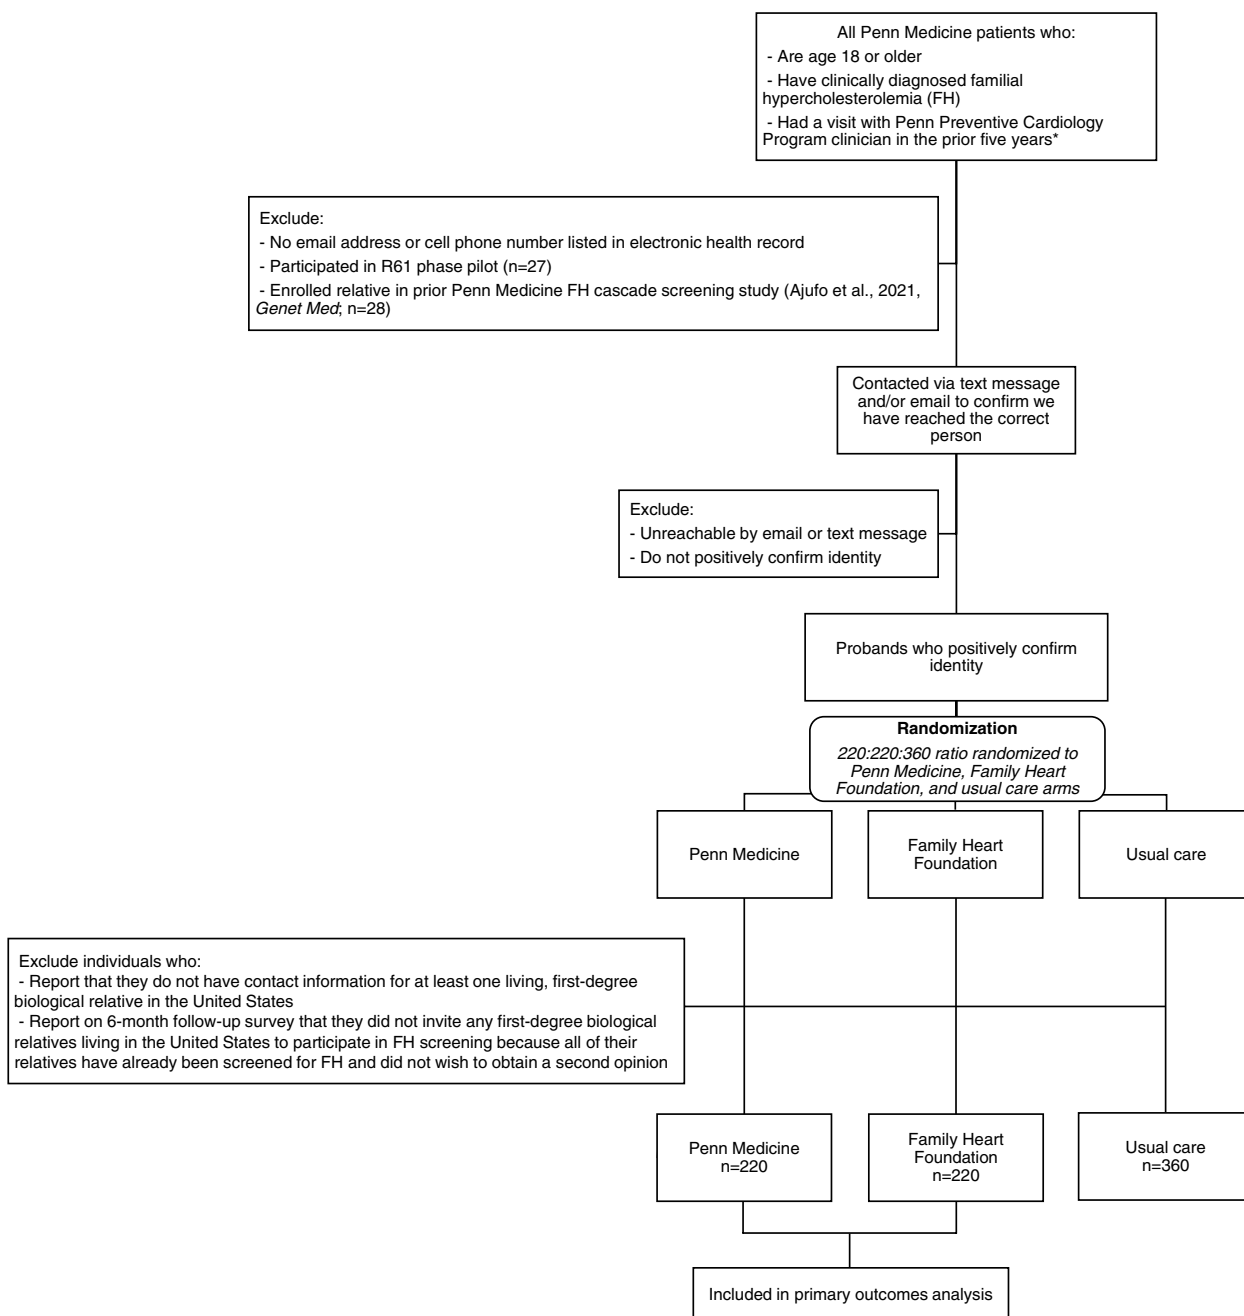 All Penn Medicine patients who:
- Are age 18 or older
- Have clinically diagnosed familial
hypercholesterolemia (FH)
- Had a visit with Penn Preventive Cardiology
Program clinician in the prior five years*
Exclude:
- No email address or cell phone number listed in electronic health record
- Participated in R61 phase pilot (n=27)
- Enrolled relative in prior Penn Medicine FH cascade screening study (Ajufo et al., 2021,
Genet Med; n=28)
Contacted via text message
and/or email to confirm we
have reached the correct
person
Exclude:
- Unreachable by email or text message
- Do not positively confirm identity
Probands who positively confirm
identity
Randomization
220:220:360 ratio randomized to
Penn Medicine, Family Heart
Foundation, and usual care arms
Penn Medicine
Family Heart
Foundation
Usual care
Exclude individuals who:
- Report that they do not have contact information for at least one living, first-degree
biological relative in the United States
- Report on 6-month follow-up survey that they did not invite any first-degree biological
relatives living in the United States to participate in FH screening because all of their
relatives have already been screened for FH and did not wish to obtain a second opinion
Penn Medicine
n=220
Family Heart
Foundation
n=220
Usual care
n=360
Included in primary outcomes analysis